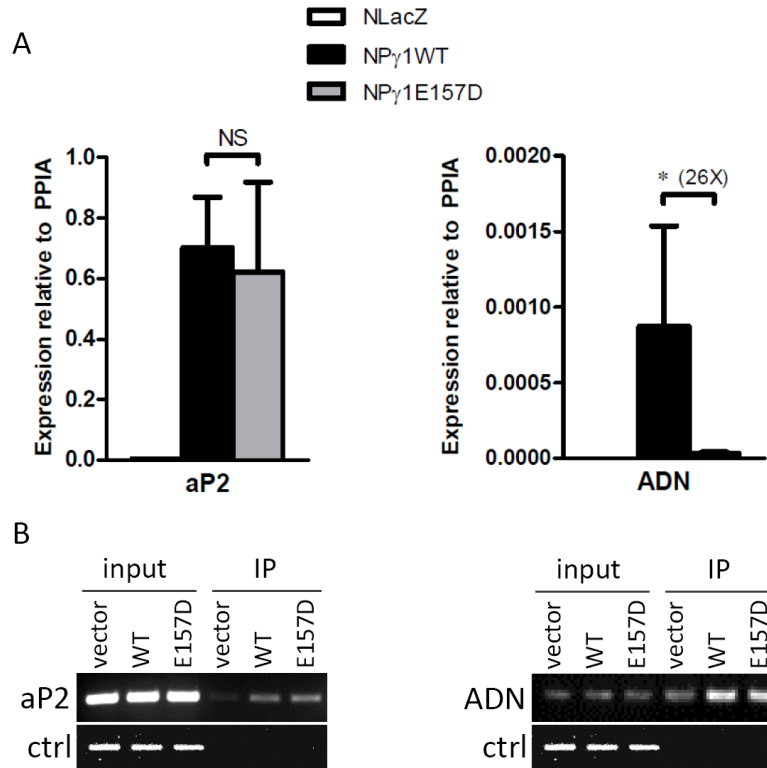 A
NLacZ
NPγ1WT
NPγ1E157D
NS
Expression relative to PPIA
1.0
0.8
0.6
0.4
0.2
0.0
aP2
* (26X)
Expression relative to PPIA
0.0020
0.0015
0.0010
0.0005
0.0000
ADN
B
input IP
vector WT E157D vector WT E157D
aP2
ctrl
input IP
vector WT E157D vector WT E157D
ADN
ctrl